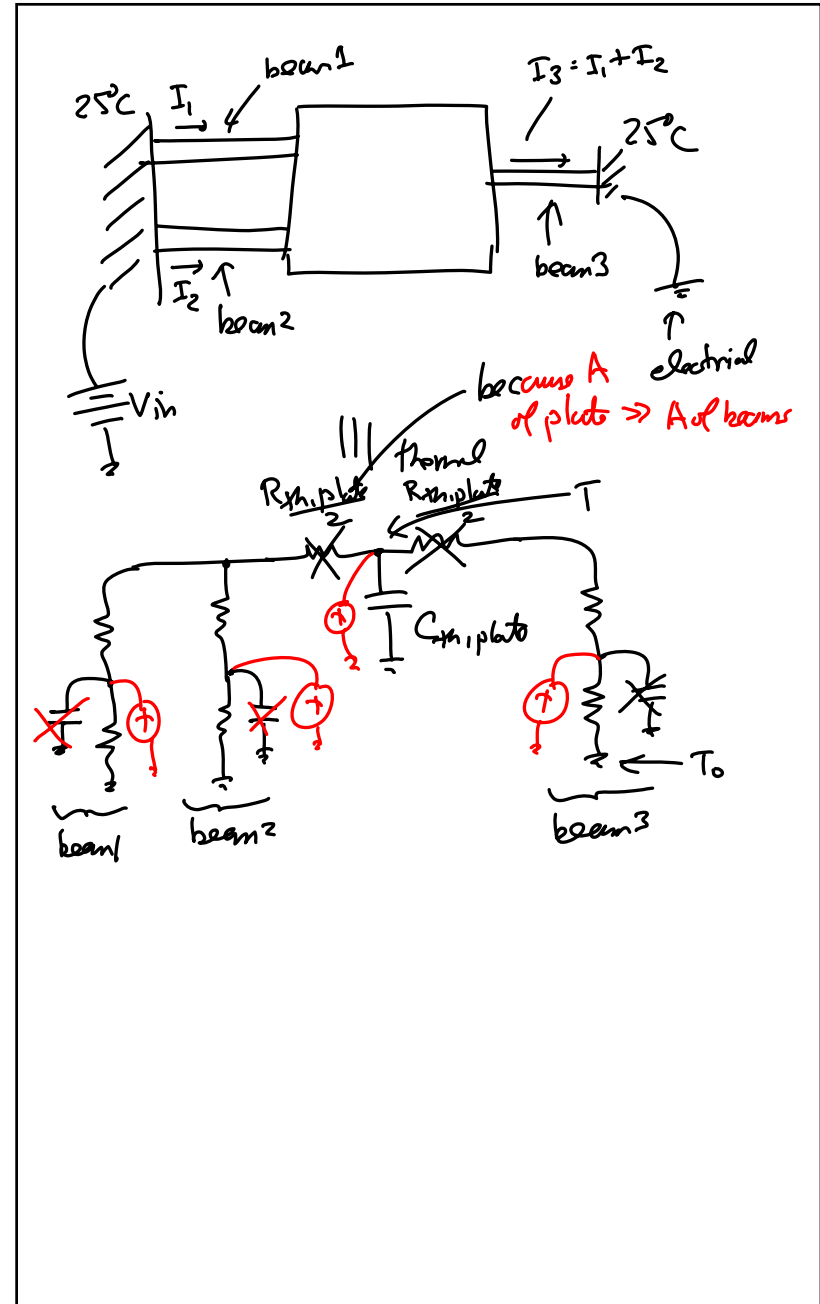 beam1
I₃ = I₁ + I₂
25°C
I₁
25°C
beam3
I₂
beam2
electrical
Vin
because A
of plate >> A of beams
thermal
Rth,plate
2
Rth,plate
2
T
Cth,plate
T₀
beam1
beam2
beam3